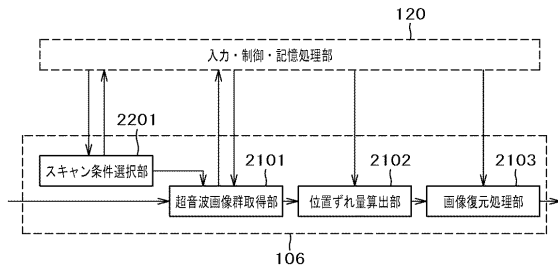 120
入力・制御・記憶処理部
2201
スキャン条件選択部
2101
超音波画像群取得部
2102
位置ずれ量算出部
2103
画像復元処理部
106